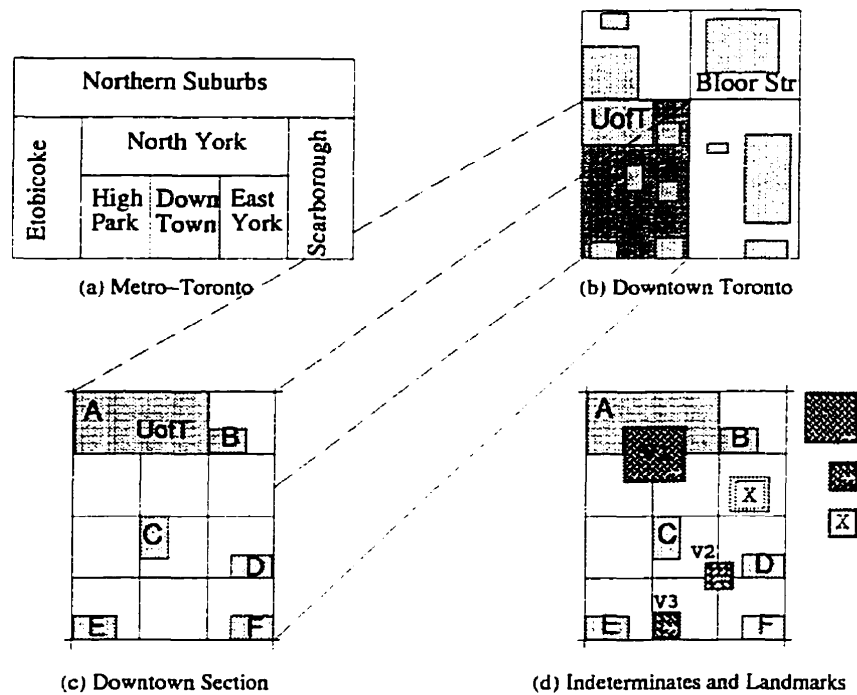 Northern Suburbs
Etobicoke
North York
Scarborough
High Park
Down Town
East York
(a) Metro-Toronto
Bloor Str
UofT
(b) Downtown Toronto
A
UofT
B
C
D
E
F
(c) Downtown Section
A
B
X
C
V2
D
V3
E
F
X
(d) Indeterminates and Landmarks